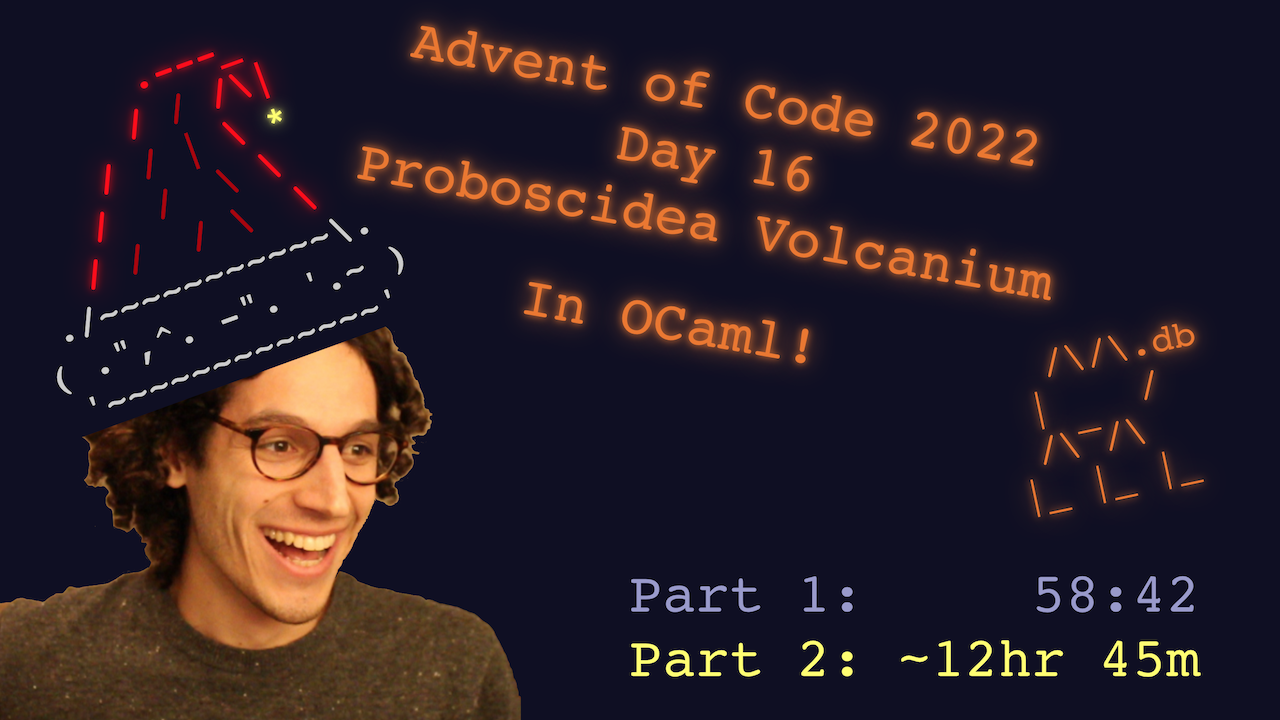 Advent of Code 2022
Day 16
Proboscidea Volcanium
In OCaml!
/\/\.db
Part 1: 58:42
Part 2: ~12hr 45m